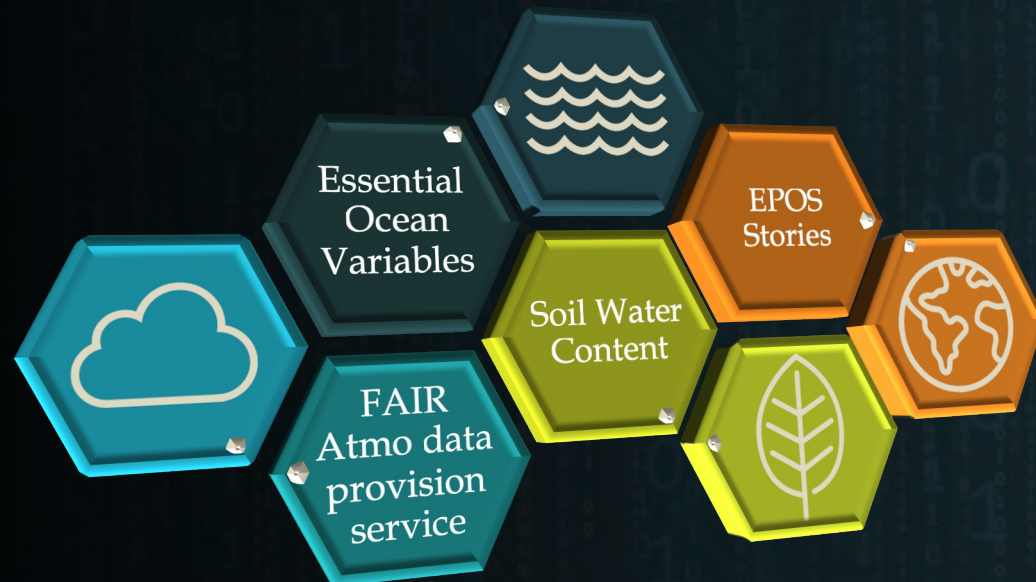 Essential
Ocean
Variables
EPOS
Stories
Soil Water
Content
FAIR
Atmo data
provision
service